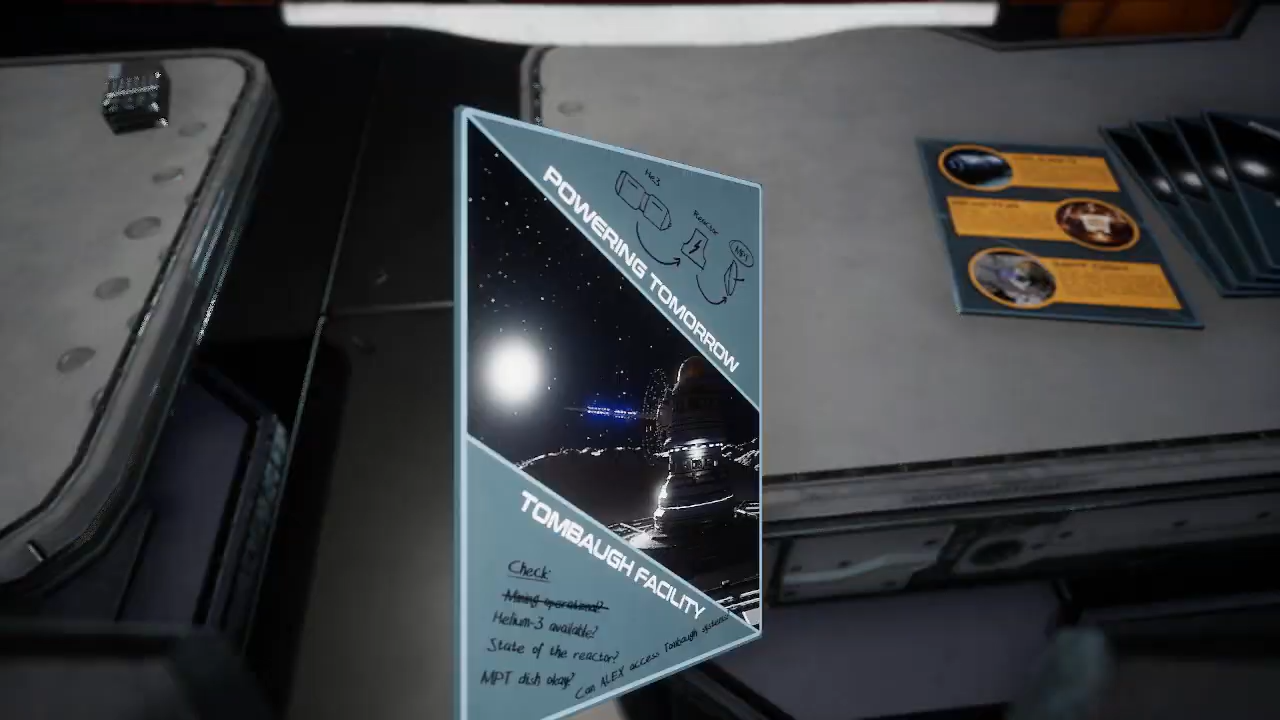 He3
Reactor
MPT
POWERING TOMORROW
TOMBAUGH FACILITY
Check:
Mining operational?
Helium-3 available?
State of the reactor?
MPT dish okay?
Can ALEX access Tombaugh systems?